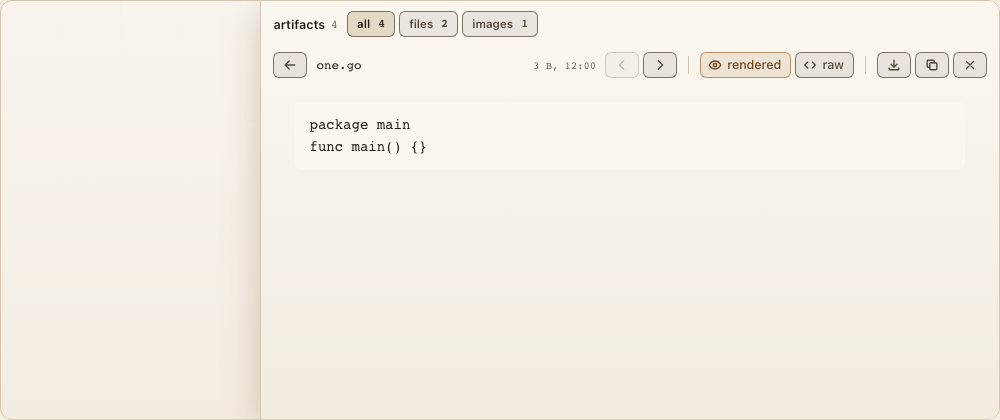 artifacts 4 all 4 files 2 images 1
one.go 3 B, 12:00 rendered raw
package main
func main() {}